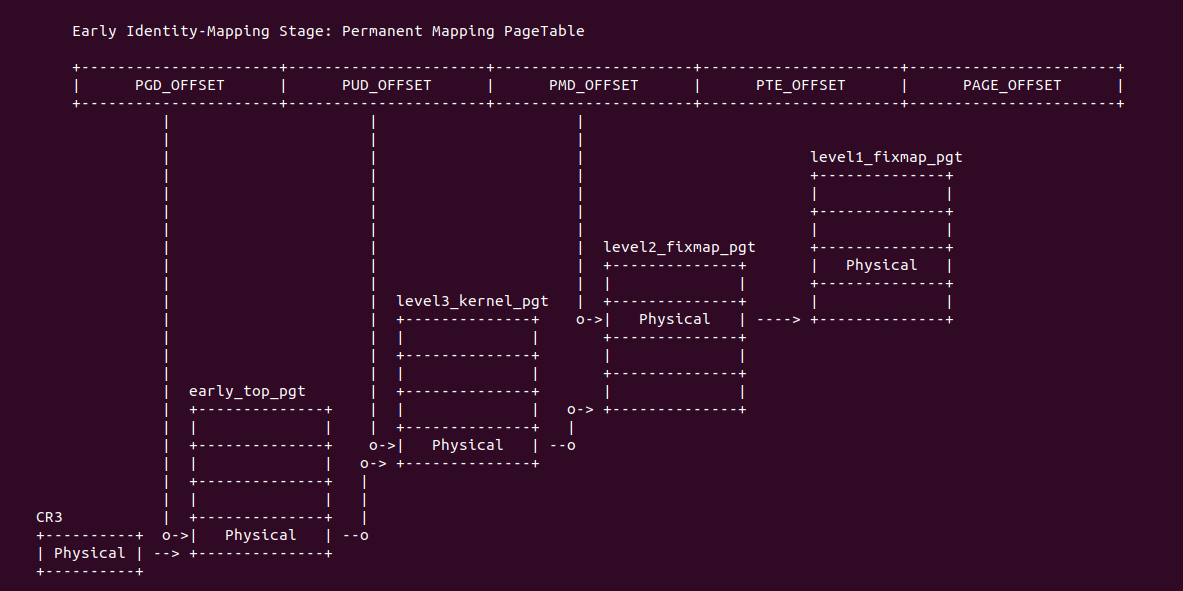 Early Identity-Mapping Stage: Permanent Mapping PageTable
PGD_OFFSET | PUD_OFFSET | PMD_OFFSET | PTE_OFFSET | PAGE_OFFSET
level1_fixmap_pgt
level2_fixmap_pgt
Physical
level3_kernel_pgt
Physical
early_top_pgt
Physical
CR3
Physical
Physical